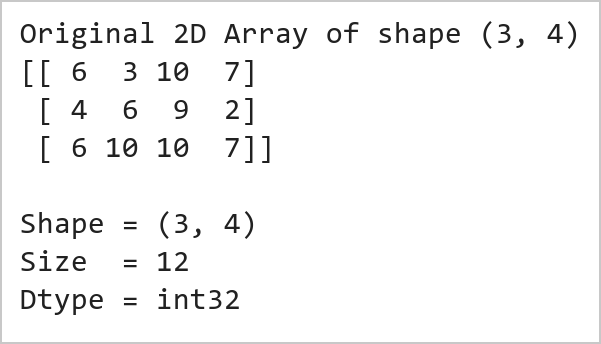 Original 2D Array of shape (3, 4)
[[ 6  3 10  7]
 [ 4  6  9  2]
 [ 6 10 10  7]]

Shape = (3, 4)
Size  = 12
Dtype = int32